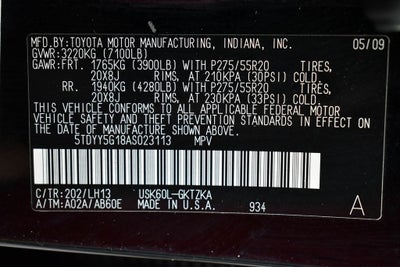 MFD.BY:TOYOTA MOTOR MANUFACTURING, INDIANA, INC. 05/09
GVWR:3220KG (7100LB)
GAWR: FRT. 1765KG (3900LB)WITH P275/55R20 TIRES,
20X8J RIMS, AT 210KPA (30PSI) COLD.
RR. 1940KG (4280LB)WITH P275/55R20 TIRES,
20X8J RIMS, AT 230KPA (33PSI) COLD.
THIS VEHICLE CONFORMS TO ALL APPLICABLE FEDERAL MOTOR
VEHICLE SAFETY AND THEFT PREVENTION STANDARDS IN EFFECT ON
THE DATE OF MANUFACTURE SHOWN ABOVE.
5TDYY5G18AS023113 MPV
C/TR:202/LH13 USK60L-GKTZKA
A/TM:A02A/AB60E MADE IN U.S.A. 934 A